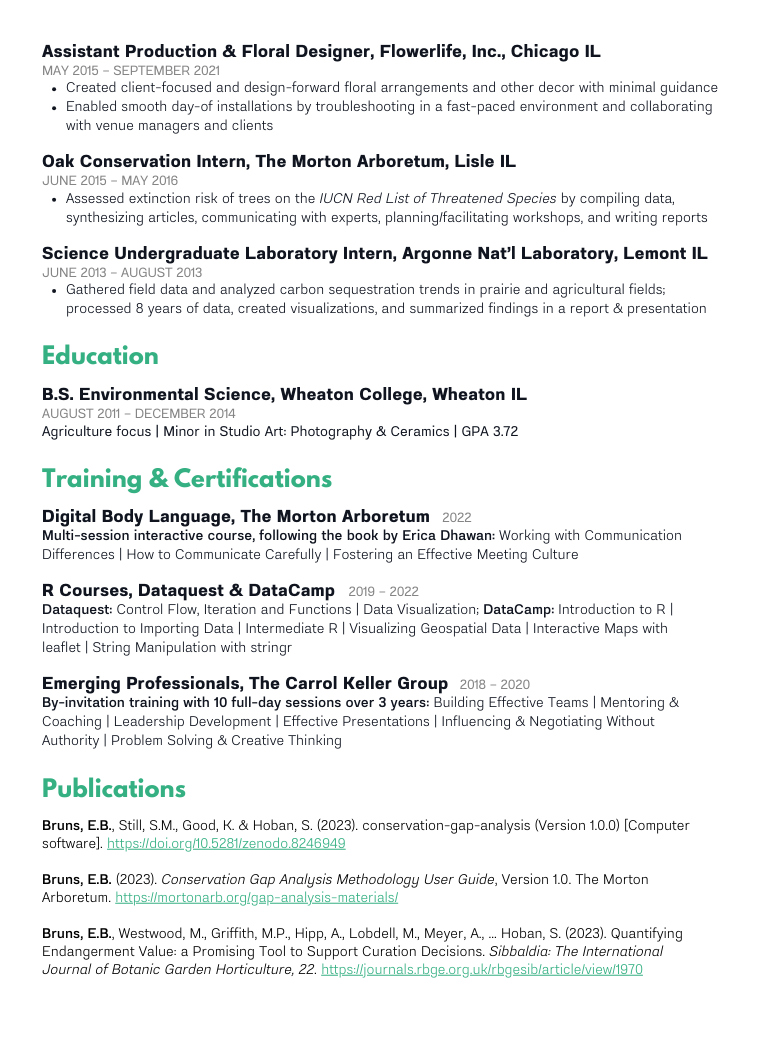 Assistant Production & Floral Designer, Flowerlife, Inc., Chicago IL
MAY 2015 – SEPTEMBER 2021
• Created client-focused and design-forward floral arrangements and other decor with minimal guidance
• Enabled smooth day-of installations by troubleshooting in a fast-paced environment and collaborating
with venue managers and clients
Oak Conservation Intern, The Morton Arboretum, Lisle IL
JUNE 2015 – MAY 2016
• Assessed extinction risk of trees on the IUCN Red List of Threatened Species by compiling data,
synthesizing articles, communicating with experts, planning/facilitating workshops, and writing reports
Science Undergraduate Laboratory Intern, Argonne Nat’l Laboratory, Lemont IL
JUNE 2013 – AUGUST 2013
• Gathered field data and analyzed carbon sequestration trends in prairie and agricultural fields;
processed 8 years of data, created visualizations, and summarized findings in a report & presentation
Education
B.S. Environmental Science, Wheaton College, Wheaton IL
AUGUST 2011 – DECEMBER 2014
Agriculture focus | Minor in Studio Art: Photography & Ceramics | GPA 3.72
Training & Certifications
Digital Body Language, The Morton Arboretum 2022
Multi-session interactive course, following the book by Erica Dhawan: Working with Communication
Differences | How to Communicate Carefully | Fostering an Effective Meeting Culture
R Courses, Dataquest & DataCamp 2019 – 2022
Dataquest: Control Flow, Iteration and Functions | Data Visualization; DataCamp: Introduction to R |
Introduction to Importing Data | Intermediate R | Visualizing Geospatial Data | Interactive Maps with
leaflet | String Manipulation with stringr
Emerging Professionals, The Carrol Keller Group 2018 – 2020
By-invitation training with 10 full-day sessions over 3 years: Building Effective Teams | Mentoring &
Coaching | Leadership Development | Effective Presentations | Influencing & Negotiating Without
Authority | Problem Solving & Creative Thinking
Publications
Bruns, E.B., Still, S.M., Good, K. & Hoban, S. (2023). conservation-gap-analysis (Version 1.0.0) [Computer
software]. https://doi.org/10.5281/zenodo.8246949
Bruns, E.B. (2023). Conservation Gap Analysis Methodology User Guide, Version 1.0. The Morton
Arboretum. https://mortonarb.org/gap-analysis-materials/
Bruns, E.B., Westwood, M., Griffith, M.P., Hipp, A., Lobdell, M., Meyer, A., … Hoban, S. (2023). Quantifying
Endangerment Value: a Promising Tool to Support Curation Decisions. Sibbaldia: The International
Journal of Botanic Garden Horticulture, 22. https://journals.rbge.org.uk/rbgesib/article/view/1970